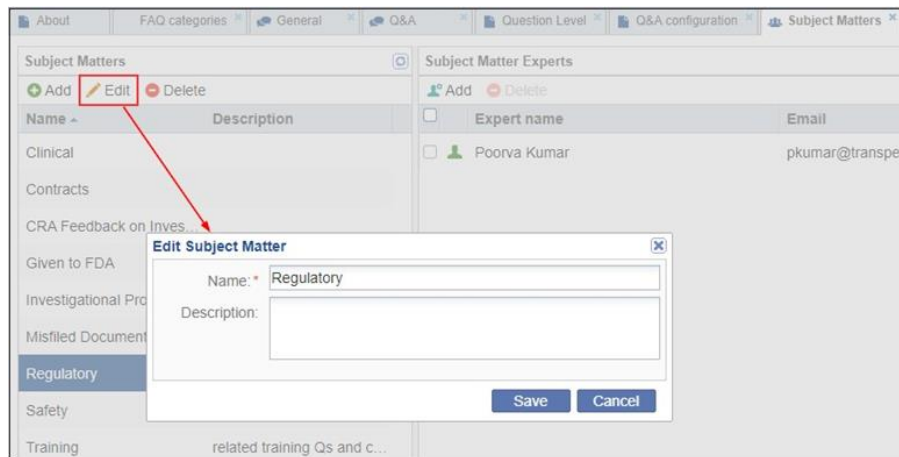 About FAQ categories General Q&A Question Level Q&A configuration Subject Matters
Subject Matters
Add Edit Delete
Name Description
Clinical
Contracts
CRA Feedback on Inves...
Given to FDA
Investigational Pro
Misfiled Document
Regulatory
Safety
Training related training Qs and c...
Subject Matter Experts
Add Delete
Expert name Email
Poorva Kumar pkumar@transpe
Edit Subject Matter
Name:* Regulatory
Description:
Save Cancel